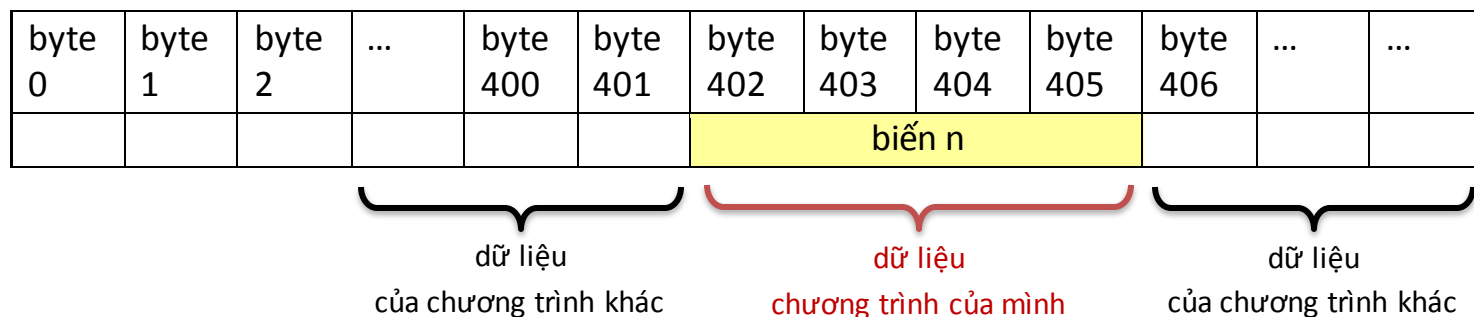 byte byte byte ... byte byte byte byte byte byte byte ... ...
0 1 2 400 401 402 403 404 405 406
biến n
dữ liệu dữ liệu dữ liệu
của chương trình khác chương trình của mình của chương trình khác